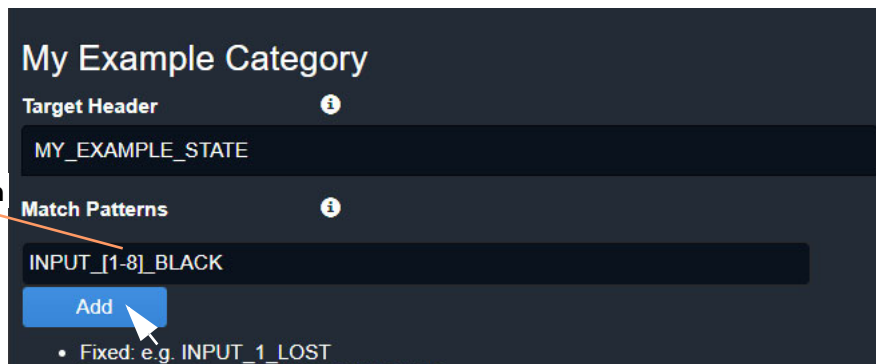 My Example Category
Target Header
MY_EXAMPLE_STATE
Match Patterns
INPUT_[1-8]_BLACK
Add
• Fixed: e.g. INPUT_1_LOST